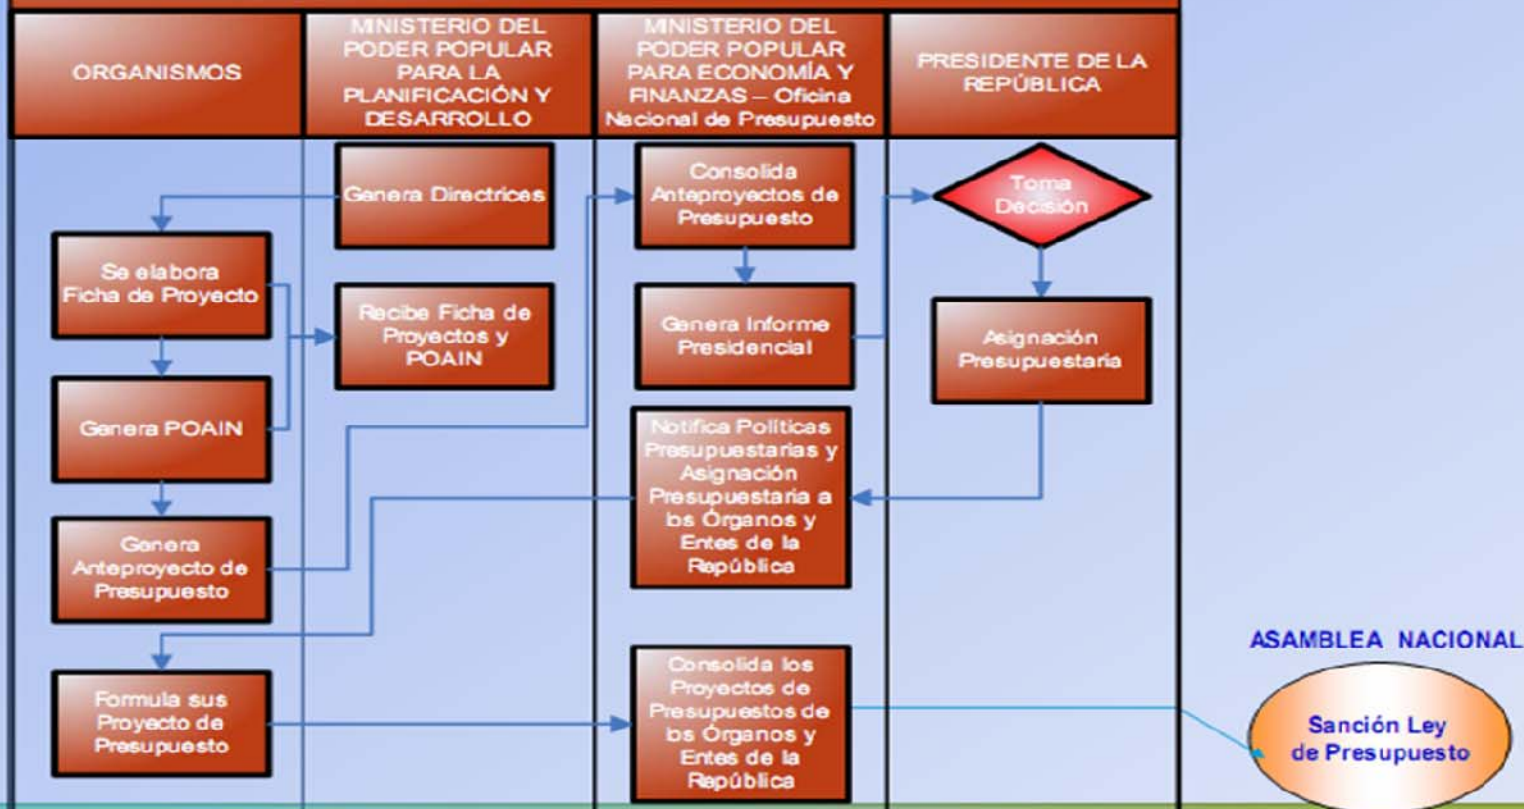 ORGANISMOS
MINISTERIO DEL
PODER POPULAR
PARA LA
PLANIFICACIÓN Y
DESARROLLO
MINISTERIO DEL
PODER POPULAR
PARA ECONOMÍA Y
FINANZAS – Oficina
Nacional de Presupuesto
PRESIDENTE DE LA
REPÚBLICA
Genera Directrices
Consolida
Anteproyectos de
Presupuesto
Toma
Decisión
Se elabora
Ficha de Proyecto
Recibe Ficha de
Proyectos y
POAIN
Genera Informe
Presidencial
Asignación
Presupuestaria
Genera POAIN
Notifica Políticas
Presupuestarias y
Asignación
Presupuestaria a
los Órganos y
Entes de la
República
Genera
Anteproyecto de
Presupuesto
Formula sus
Proyecto de
Presupuesto
Consolida los
Proyectos de
Presupuestos de
los Órganos y
Entes de la
República
ASAMBLEA NACIONAL
Sanción Ley
de Presupuesto